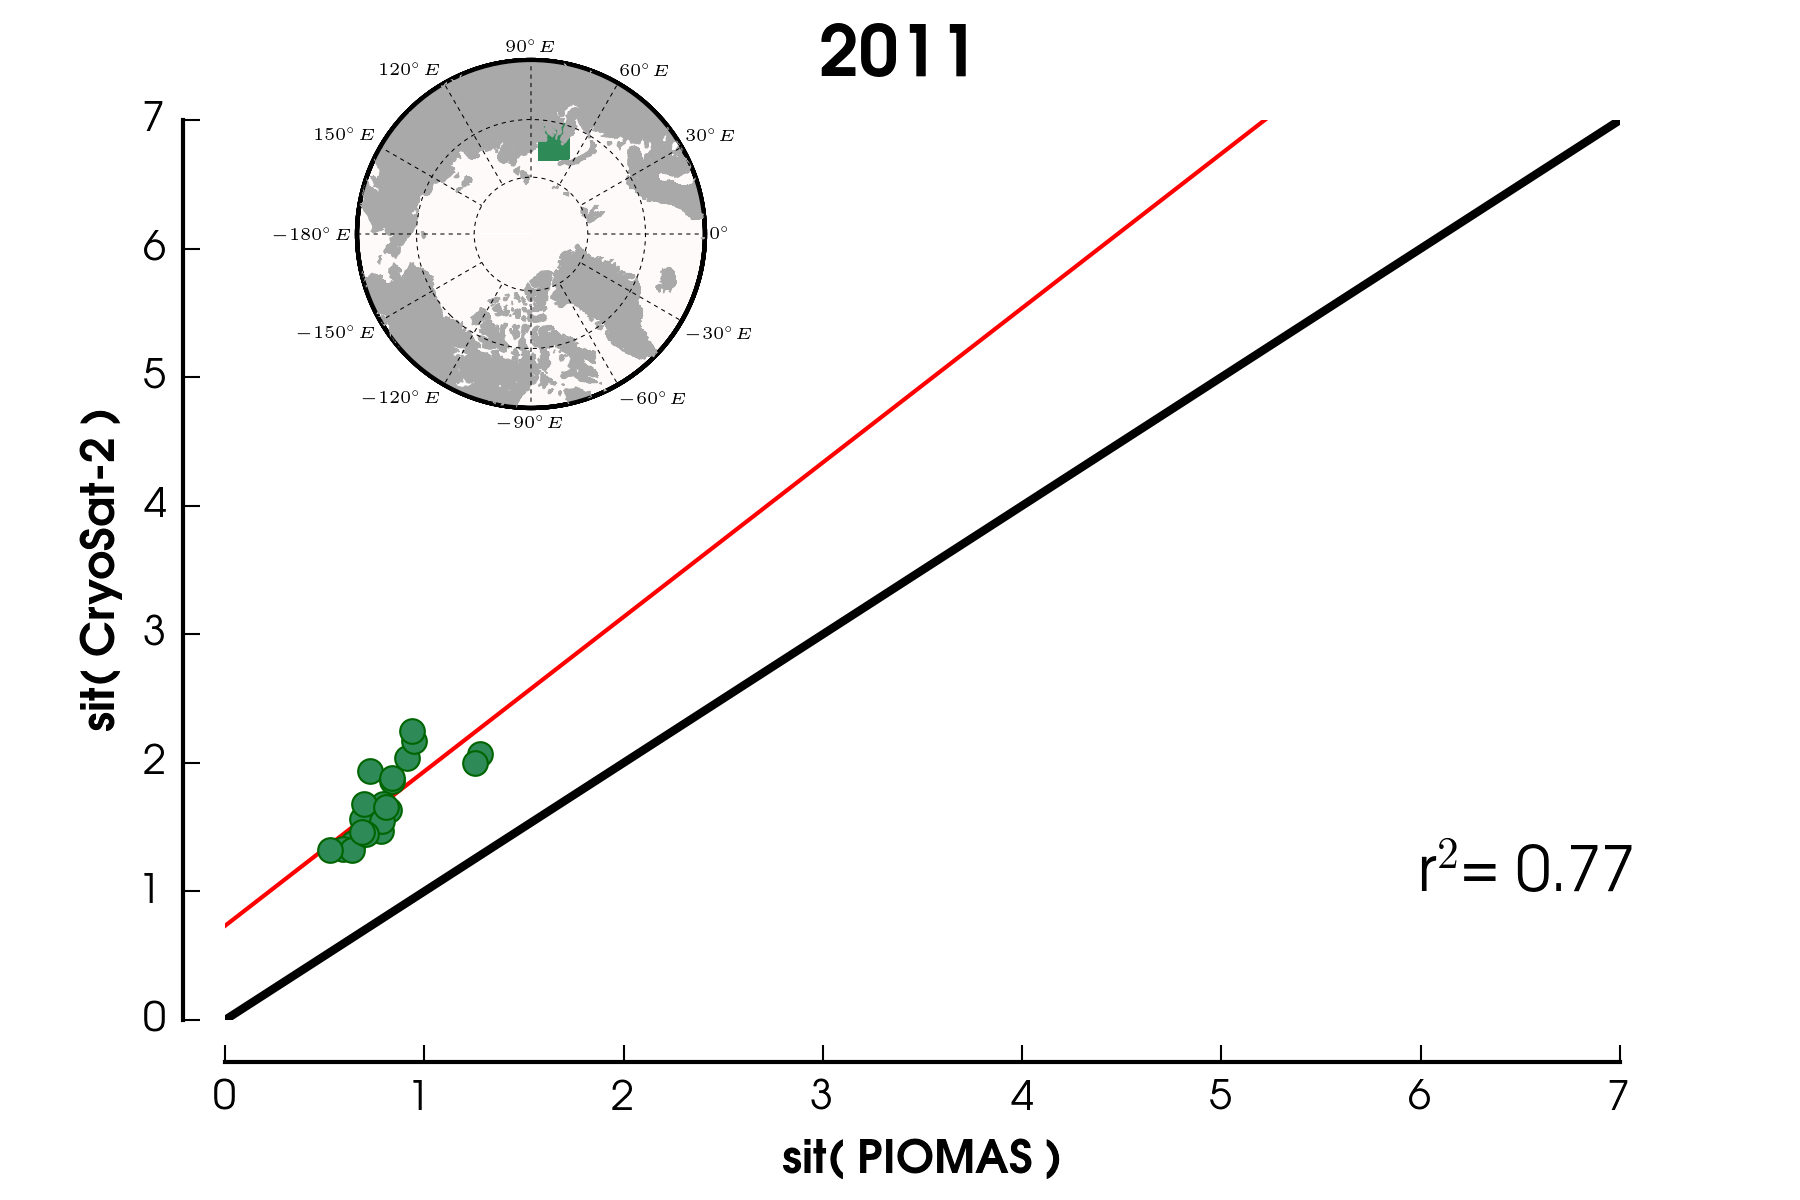 2011
90° E
120° E
60° E
150° E
30° E
−180° E
0°
−150° E
−30° E
−120° E
−60° E
−90° E
7
6
5
4
3
2
1
0
sit( CryoSat-2 )
r²= 0.77
0 1 2 3 4 5 6 7
sit( PIOMAS )